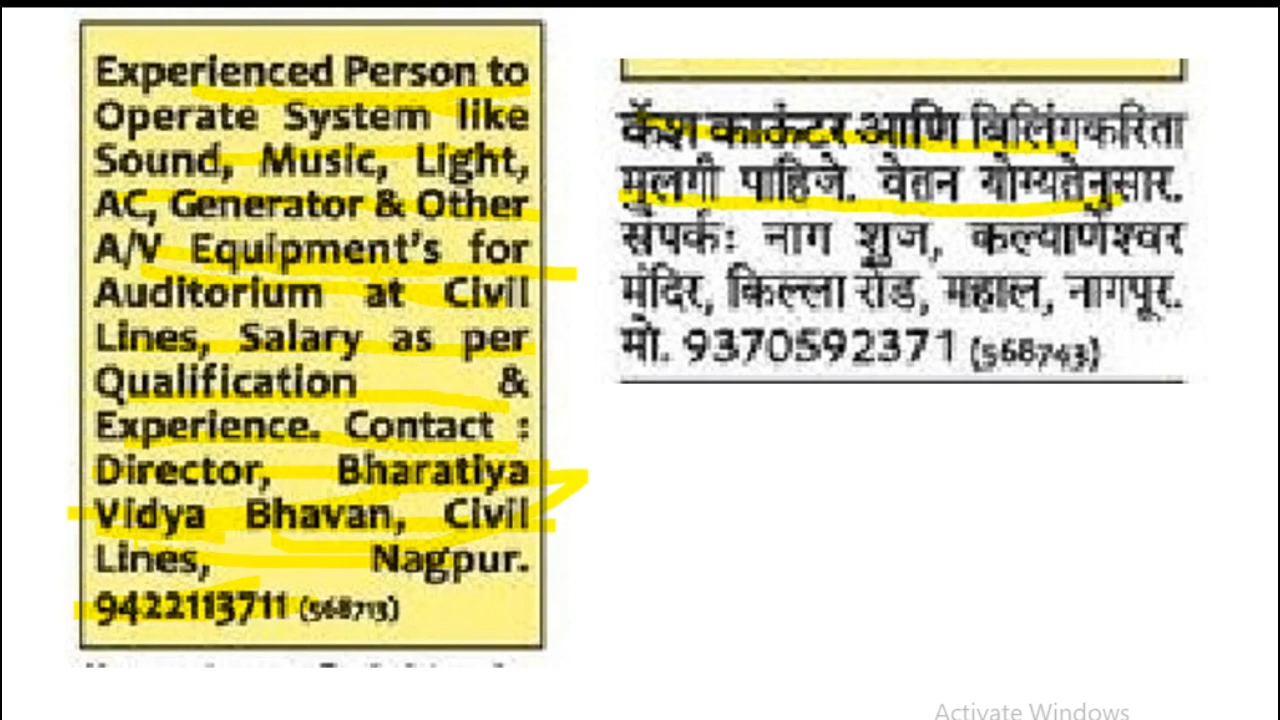 Experienced Person to
Operate System like
Sound, Music, Light,
AC, Generator & Other
A/V Equipment's for
Auditorium at Civil
Lines, Salary as per
Qualification &
Experience. Contact :
Director, Bharatiya
Vidya Bhavan, Civil
Lines, Nagpur.
9422113711 (568713)
कॅश काऊंटर आणि बिलिंगकरिता
मुलगी पाहिजे. वेतन योग्यतेनुसार.
संपर्क: नाग शुज, कल्याणेश्वर
मंदिर, किल्ला रोड, महाल, नागपूर.
मो. 9370592371 (568743)
Activate Windows